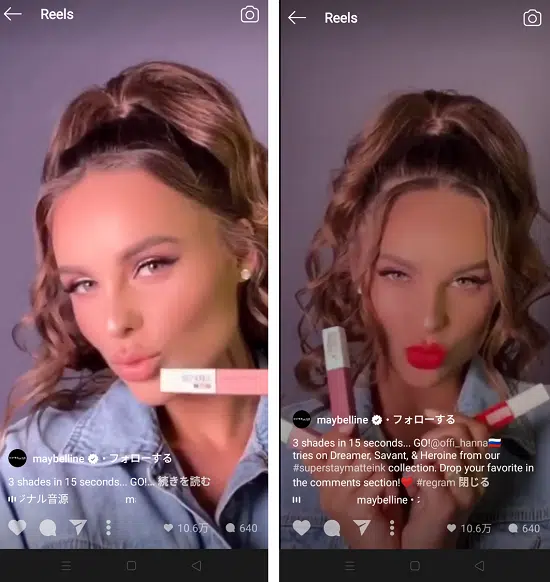 Reels
maybelline・フォローする
3 shades in 15 seconds... GO!... 続きを読む
ジナル音源 m
10.6万 640
Reels
maybelline・フォローする
3 shades in 15 seconds... GO!@offi_hanna🇷🇺
tries on Dreamer, Savant, & Heroine from our
#superstaymatteink collection. Drop your favorite in
the comments section!❤️ #regram 閉じる
maybelline・
10.6万 640